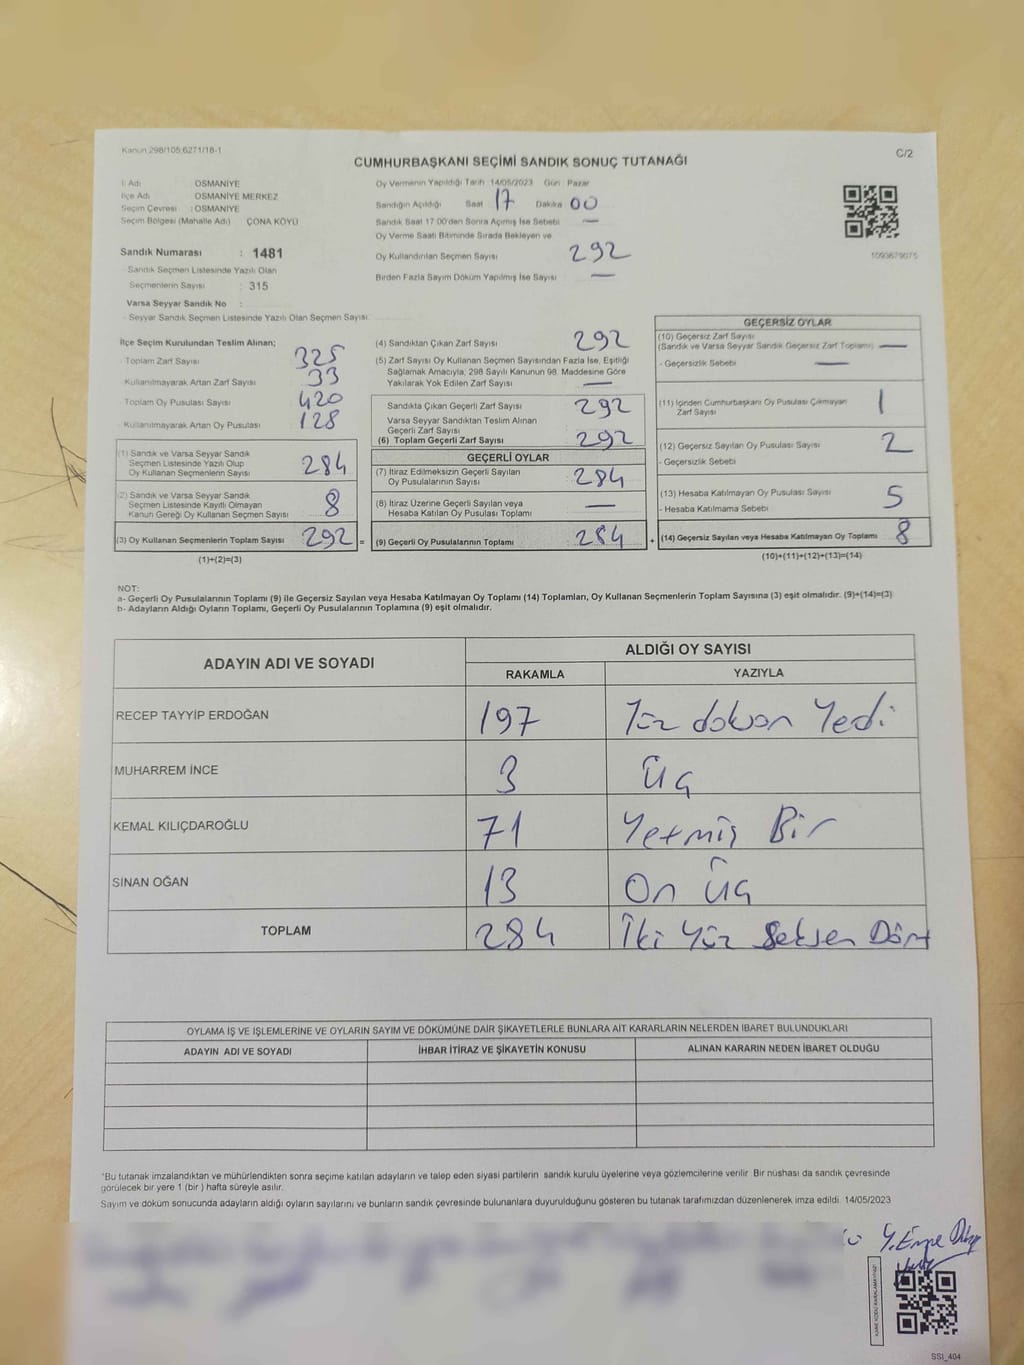 Kanun 298/105;6271/18-1
CUMHURBAŞKANI SEÇİMİ SANDIK SONUÇ TUTANAĞI
C/2
İl Adı OSMANİYE
İlçe Adı OSMANİYE MERKEZ
Seçim Çevresi : OSMANİYE
Seçim Bölgesi (Mahalle Adı) ÇONA KÖYÜ
Sandık Numarası : 1481
Sandık Seçmen Listesinde Yazılı Olan
Seçmenlerin Sayısı : 315
Varsa Seyyar Sandık No :
- Seyyar Sandık Seçmen Listesinde Yazılı Olan Seçmen Sayısı:
Oy Vermenin Yapıldığı Tarih 14/05/2023 Gün Pazar
Sandığın Açıldığı Saat 17 Dakika 00
Sandık Saat 17:00'den Sonra Açılmış İse Sebebi —
Oy Verme Saati Bitiminde Sırada Bekleyen ve
Oy Kullandırılan Seçmen Sayısı 292
Birden Fazla Sayım Döküm Yapılmış İse Sayısı —
1093679075
İlçe Seçim Kurulundan Teslim Alınan;
Toplam Zarf Sayısı 325
Kullanılmayarak Artan Zarf Sayısı 33
Toplam Oy Pusulası Sayısı 420
Kullanılmayarak Artan Oy Pusulası 128
(1) Sandık ve Varsa Seyyar Sandık
Seçmen Listesinde Yazılı Olup
Oy Kullanan Seçmenlerin Sayısı 284
(2) Sandık ve Varsa Seyyar Sandık
Seçmen Listesinde Kayıtlı Olmayan
Kanun Gereği Oy Kullanan Seçmen Sayısı 8
(3) Oy Kullanan Seçmenlerin Toplam Sayısı 292 =
(1)+(2)=(3)
(4) Sandıktan Çıkan Zarf Sayısı 292
(5) Zarf Sayısı Oy Kullanan Seçmen Sayısından Fazla İse, Eşitliği
Sağlamak Amacıyla; 298 Sayılı Kanunun 98. Maddesine Göre
Yakılarak Yok Edilen Zarf Sayısı —
Sandıkta Çıkan Geçerli Zarf Sayısı 292
Varsa Seyyar Sandıktan Teslim Alınan
Geçerli Zarf Sayısı
(6) Toplam Geçerli Zarf Sayısı 292
GEÇERLİ OYLAR
(7) İtiraz Edilmeksizin Geçerli Sayılan
Oy Pusulalarının Sayısı 284
(8) İtiraz Üzerine Geçerli Sayılan veya
Hesaba Katılan Oy Pusulası Toplamı —
(9) Geçerli Oy Pusulalarının Toplamı 284 +
GEÇERSİZ OYLAR
(10) Geçersiz Zarf Sayısı
(Sandık ve Varsa Seyyar Sandık Geçersiz Zarf Toplamı) —
- Geçersizlik Sebebi —
(11) İçinden Cumhurbaşkanı Oy Pusulası Çıkmayan
Zarf Sayısı 1
(12) Geçersiz Sayılan Oy Pusulası Sayısı 2
- Geçersizlik Sebebi
(13) Hesaba Katılmayan Oy Pusulası Sayısı 5
- Hesaba Katılmama Sebebi
(14) Geçersiz Sayılan veya Hesaba Katılmayan Oy Toplamı 8
(10)+(11)+(12)+(13)=(14)
NOT:
a- Geçerli Oy Pusulalarının Toplamı (9) ile Geçersiz Sayılan veya Hesaba Katılmayan Oy Toplamı (14) Toplamları, Oy Kullanan Seçmenlerin Toplam Sayısına (3) eşit olmalıdır. (9)+(14)=(3)
b- Adayların Aldığı Oyların Toplamı, Geçerli Oy Pusulalarının Toplamına (9) eşit olmalıdır.
ADAYIN ADI VE SOYADI ALDIĞI OY SAYISI
RAKAMLA YAZIYLA
RECEP TAYYİP ERDOĞAN 197 Yüz doksan Yedi
MUHARREM İNCE 3 Üç
KEMAL KILIÇDAROĞLU 71 Yetmiş Bir
SİNAN OĞAN 13 On Üç
TOPLAM 284 İki Yüz Seksen Dört
OYLAMA İŞ VE İŞLEMLERİNE VE OYLARIN SAYIM VE DÖKÜMÜNE DAİR ŞİKAYETLERLE BUNLARA AİT KARARLARIN NELERDEN İBARET BULUNDUKLARI
ADAYIN ADI VE SOYADI İHBAR İTİRAZ VE ŞİKAYETİN KONUSU ALINAN KARARIN NEDEN İBARET OLDUĞU
*Bu tutanak imzalandıktan ve mühürlendikten sonra seçime katılan adayların ve talep eden siyasi partilerin sandık kurulu üyelerine veya gözlemcilerine verilir. Bir nüshası da sandık çevresinde
görülecek bir yere 1 (bir ) hafta süreyle asılır.
Sayım ve döküm sonucunda adayların aldığı oyların sayılarını ve bunların sandık çevresinde bulunanlara duyurulduğunu gösteren bu tutanak tarafımızdan düzenlenerek imza edildi. 14/05/2023
SSI_404